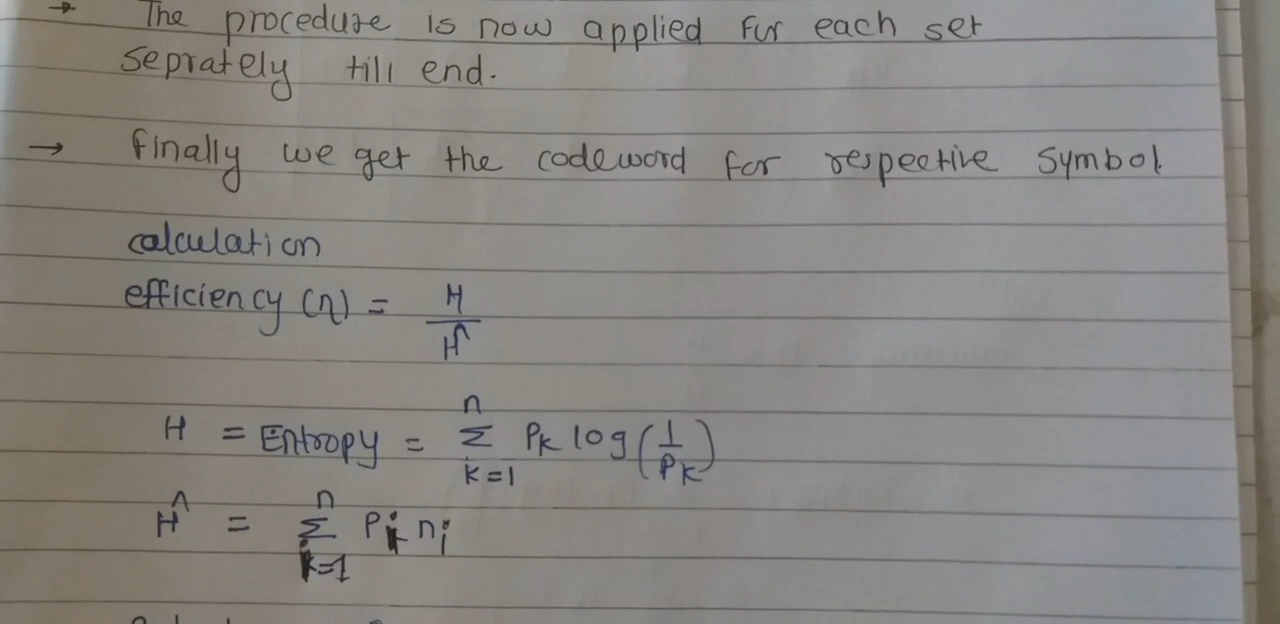 → The procedure is now applied for each set
seprately till end.
→ finally we get the codeword for respective symbol.
calculation
efficiency (η) = H / Ĥ
H = Entropy = Σ_{k=1}^{n} Pk log(1/Pk)
Ĥ = Σ_{k=1}^{n} Pi ni